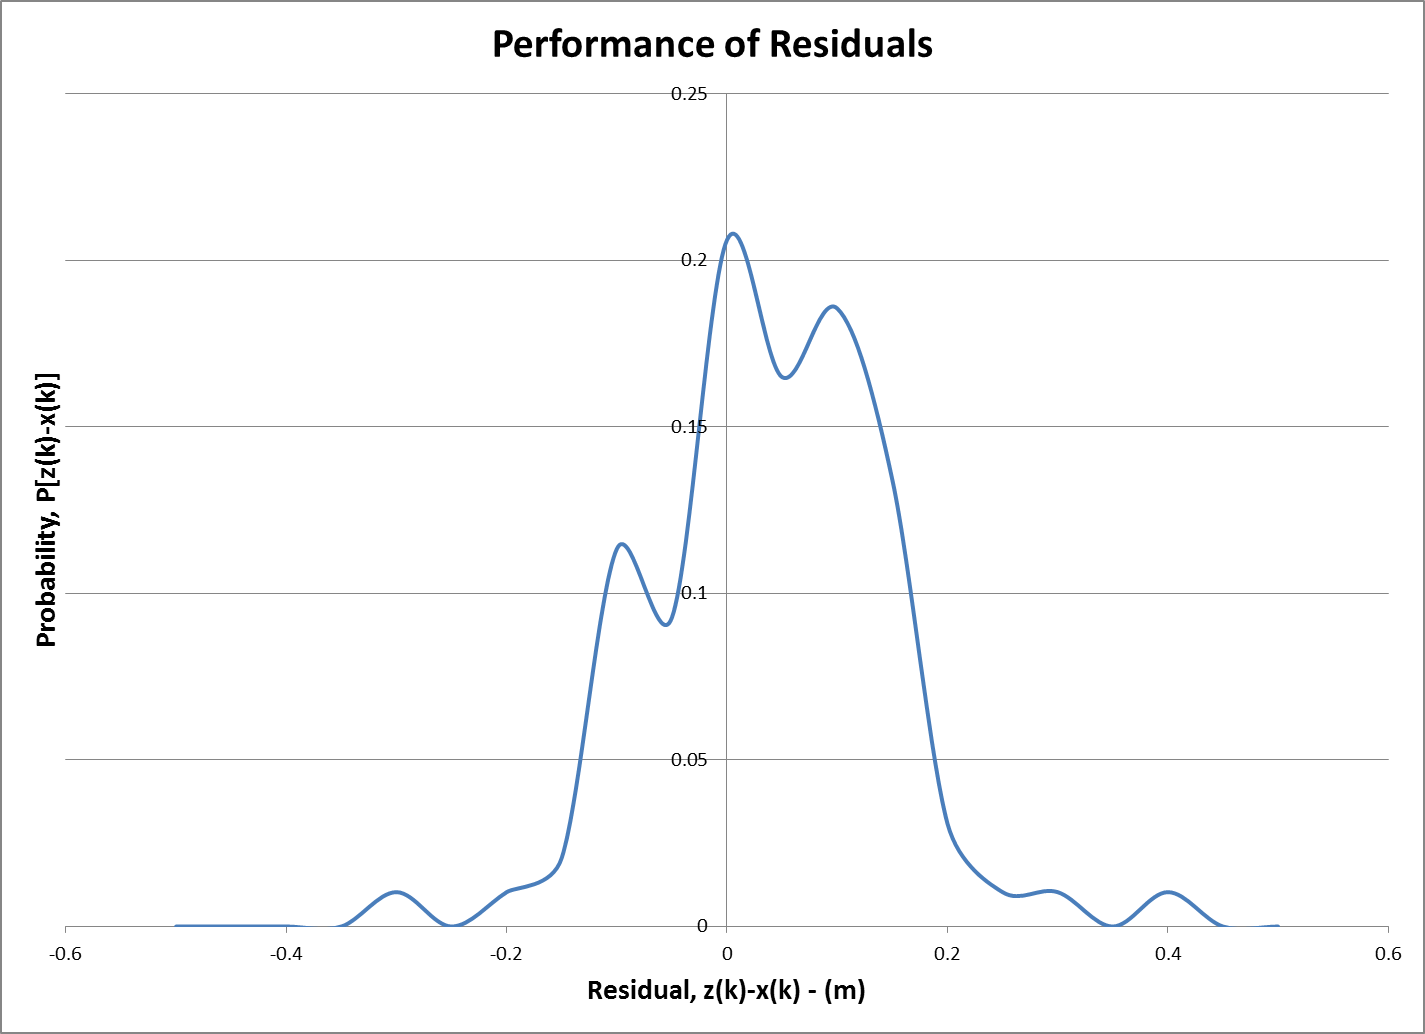 Performance of Residuals
0.25
0.2
0.15
0.1
0.05
0
Probability, P[z(k)-x(k)]
-0.6 -0.4 -0.2 0 0.2 0.4 0.6
Residual, z(k)-x(k) - (m)